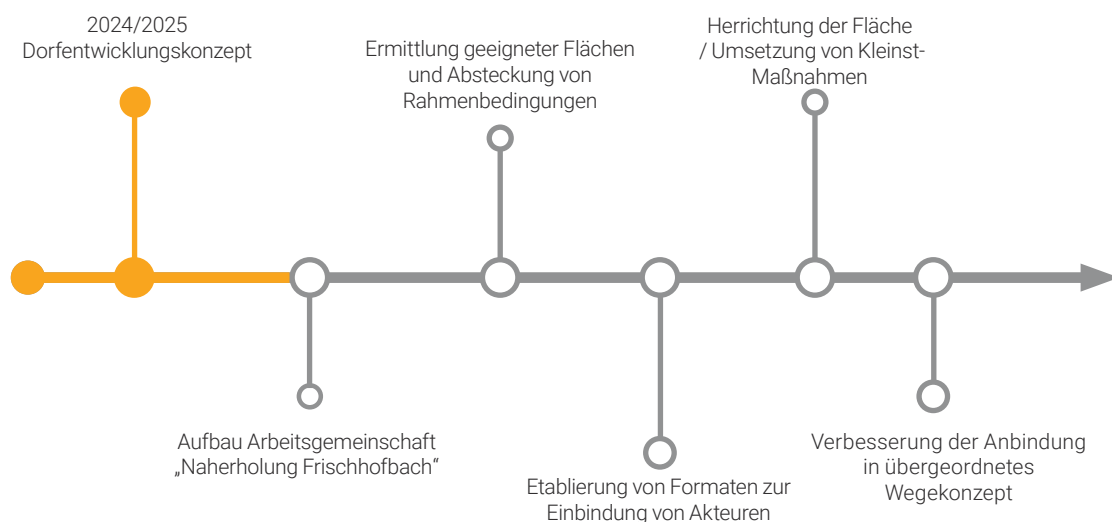 2024/2025
Dorfentwicklungskonzept
Aufbau Arbeitsgemeinschaft
„Naherholung Frischhofbach“
Ermittlung geeigneter Flächen
und Absteckung von
Rahmenbedingungen
Etablierung von Formaten zur
Einbindung von Akteuren
Herrichtung der Fläche
/ Umsetzung von Kleinst-
Maßnahmen
Verbesserung der Anbindung
in übergeordnetes
Wegekonzept